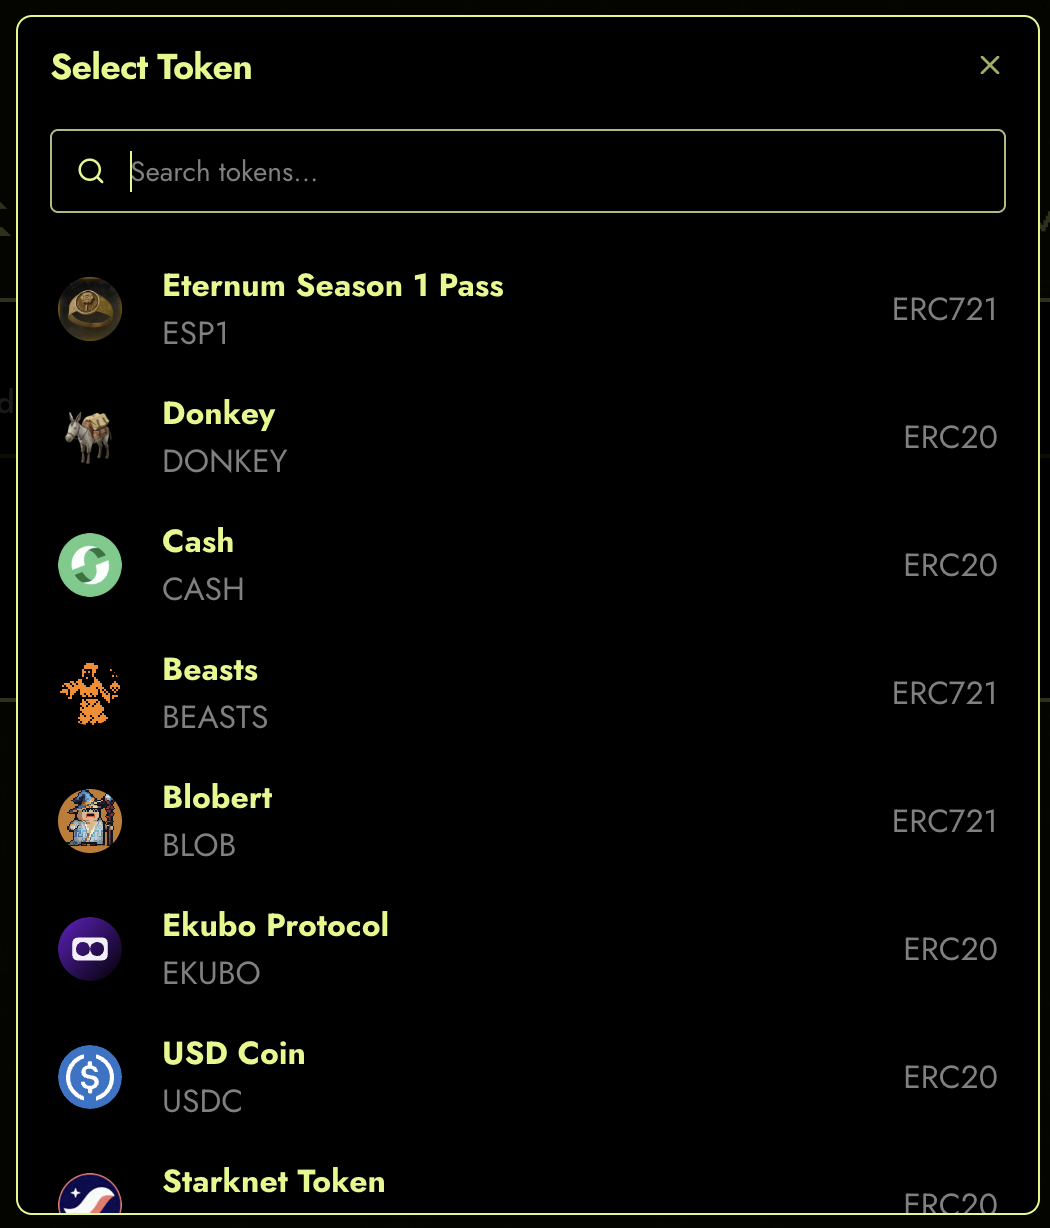 Select Token
Search tokens...
Eternum Season 1 Pass
ESP1
ERC721
Donkey
DONKEY
ERC20
Cash
CASH
ERC20
Beasts
BEASTS
ERC721
Blobert
BLOB
ERC721
Ekubo Protocol
EKUBO
ERC20
USD Coin
USDC
ERC20
Starknet Token
ERC20